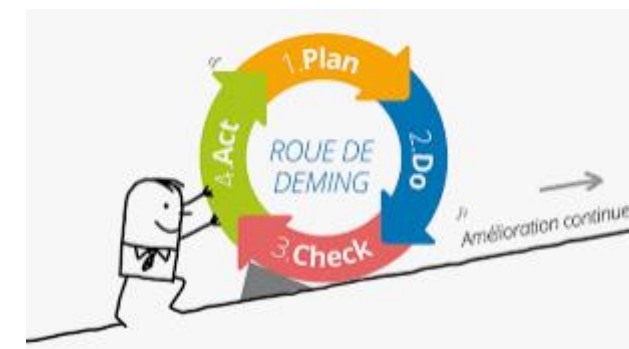 1.Plan
2.Do
3.Check
4.Act
ROUE DE
DEMING
Amélioration continue